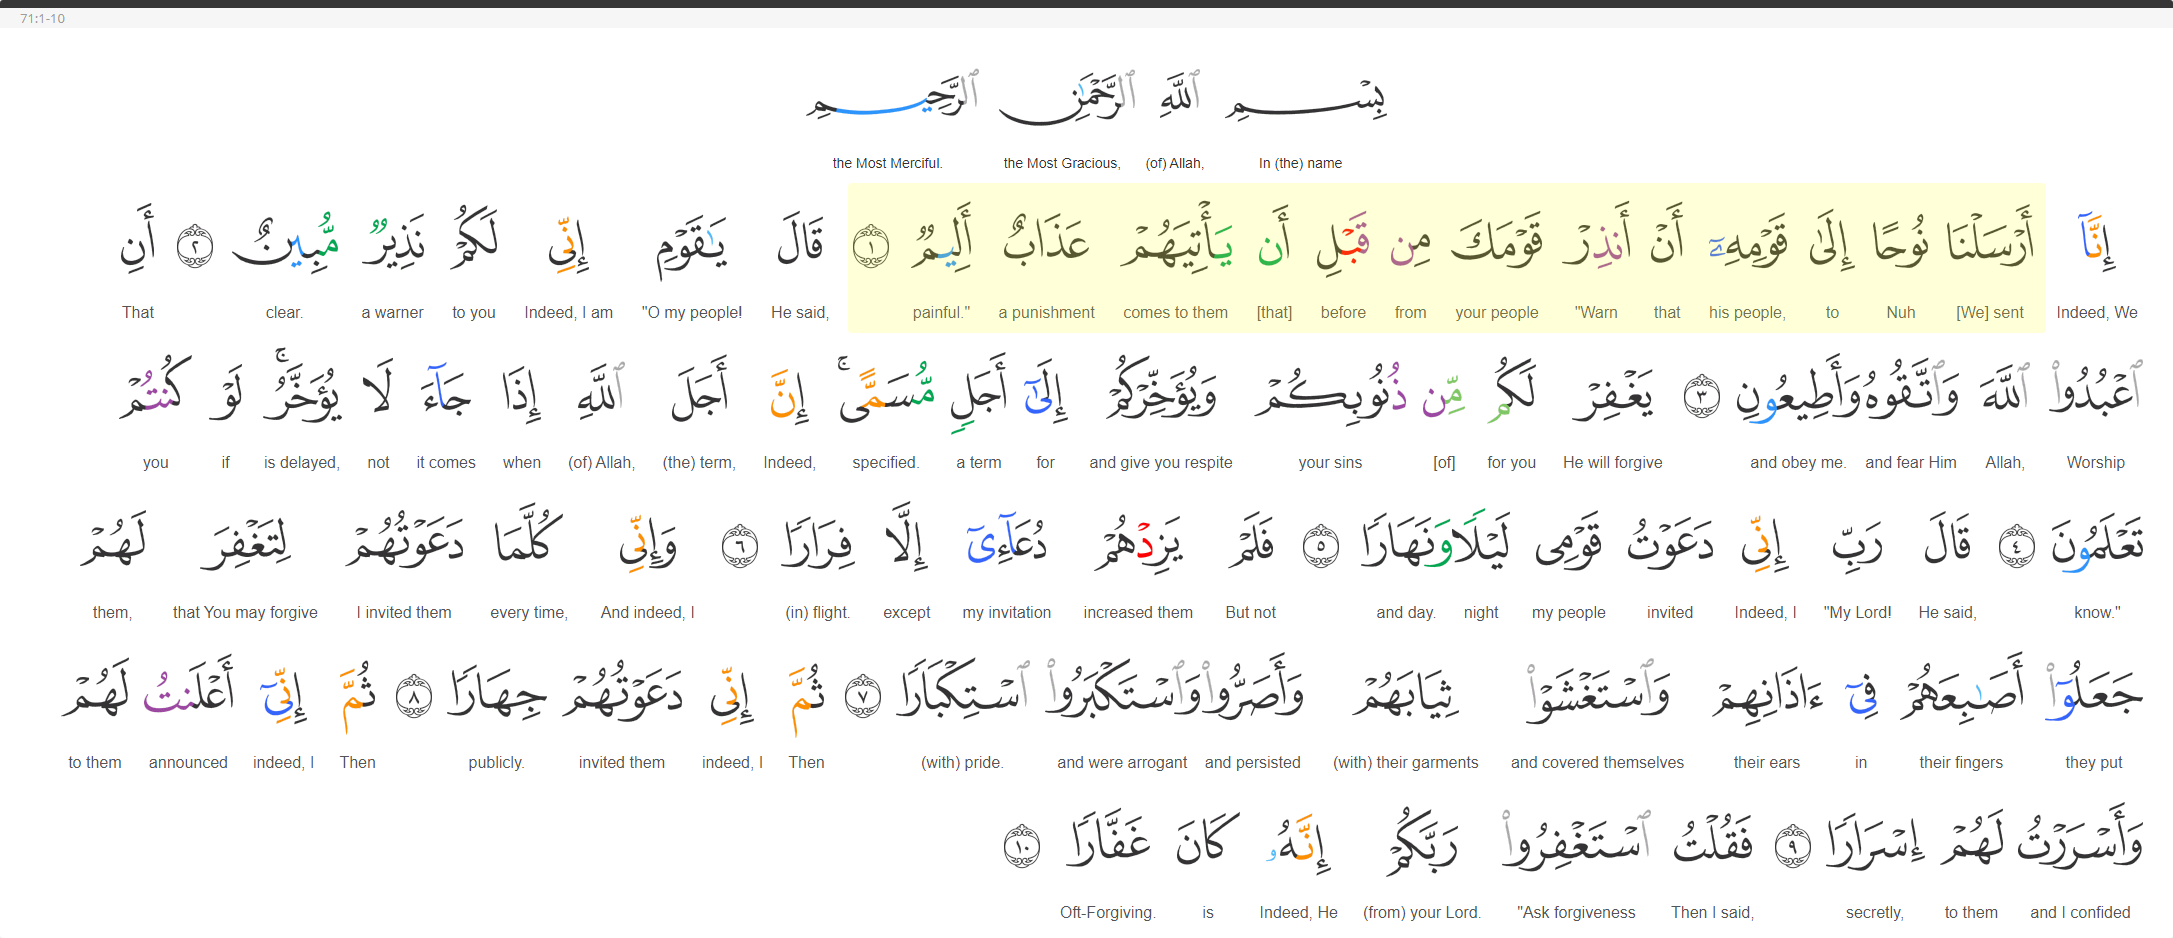 71:1-10
بِسْمِ ٱللَّهِ ٱلرَّحْمَـٰنِ ٱلرَّحِيمِ
In (the) name (of) Allah, the Most Gracious, the Most Merciful.
إِنَّآ أَرْسَلْنَا نُوحًا إِلَىٰ قَوْمِهِۦٓ أَنْ أَنذِرْ قَوْمَكَ مِن قَبْلِ أَن يَأْتِيَهُمْ عَذَابٌ أَلِيمٌ ١ قَالَ يَـٰقَوْمِ إِنِّى لَكُمْ نَذِيرٌ مُّبِينٌ ٢ أَنِ
Indeed, We [We] sent Nuh to his people, that "Warn your people from before [that] comes to them a punishment painful." He said, "O my people! Indeed, I am to you a warner clear. That
ٱعْبُدُوا۟ ٱللَّهَ وَٱتَّقُوهُ وَأَطِيعُونِ ٣ يَغْفِرْ لَكُم مِّن ذُنُوبِكُمْ وَيُؤَخِّرْكُمْ إِلَىٰٓ أَجَلٍ مُّسَمًّى ۚ إِنَّ أَجَلَ ٱللَّهِ إِذَا جَآءَ لَا يُؤَخَّرُ ۖ لَوْ كُنتُمْ
Worship Allah, and fear Him and obey me. He will forgive for you [of] your sins and give you respite for a term specified. Indeed, (the) term, (of) Allah, when it comes not is delayed, if you
تَعْلَمُونَ ٤ قَالَ رَبِّ إِنِّى دَعَوْتُ قَوْمِى لَيْلًا وَنَهَارًا ٥ فَلَمْ يَزِدْهُمْ دُعَآءِىٓ إِلَّا فِرَارًا ٦ وَإِنِّى كُلَّمَا دَعَوْتُهُمْ لِتَغْفِرَ لَهُمْ
know." He said, "My Lord! Indeed, I invited my people night and day. But not increased them my invitation except (in) flight. And indeed, I every time, I invited them that You may forgive them,
جَعَلُوٓا۟ أَصَـٰبِعَهُمْ فِىٓ ءَاذَانِهِمْ وَٱسْتَغْشَوْا۟ ثِيَابَهُمْ وَأَصَرُّوا۟ وَٱسْتَكْبَرُوا۟ ٱسْتِكْبَارًا ٧ ثُمَّ إِنِّى دَعَوْتُهُمْ جِهَارًا ٨ ثُمَّ إِنِّىٓ أَعْلَنتُ لَهُمْ
they put their fingers in their ears and covered themselves (with) their garments and persisted and were arrogant (with) pride. Then indeed, I invited them publicly. Then indeed, I announced to them
وَأَسْرَرْتُ لَهُمْ إِسْرَارًا ٩ فَقُلْتُ ٱسْتَغْفِرُوا۟ رَبَّكُمْ إِنَّهُۥ كَانَ غَفَّارًا ١٠
and I confided to them secretly, Then I said, "Ask forgiveness (from) your Lord. Indeed, He is Oft-Forgiving.